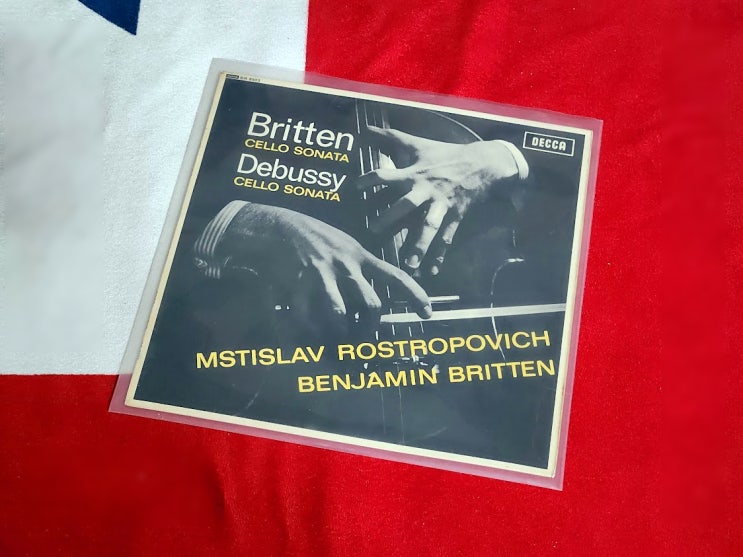 Britten
CELLO SONATA
Debussy
CELLO SONATA
DECCA
MSTISLAV ROSTROPOVICH
BENJAMIN BRITTEN